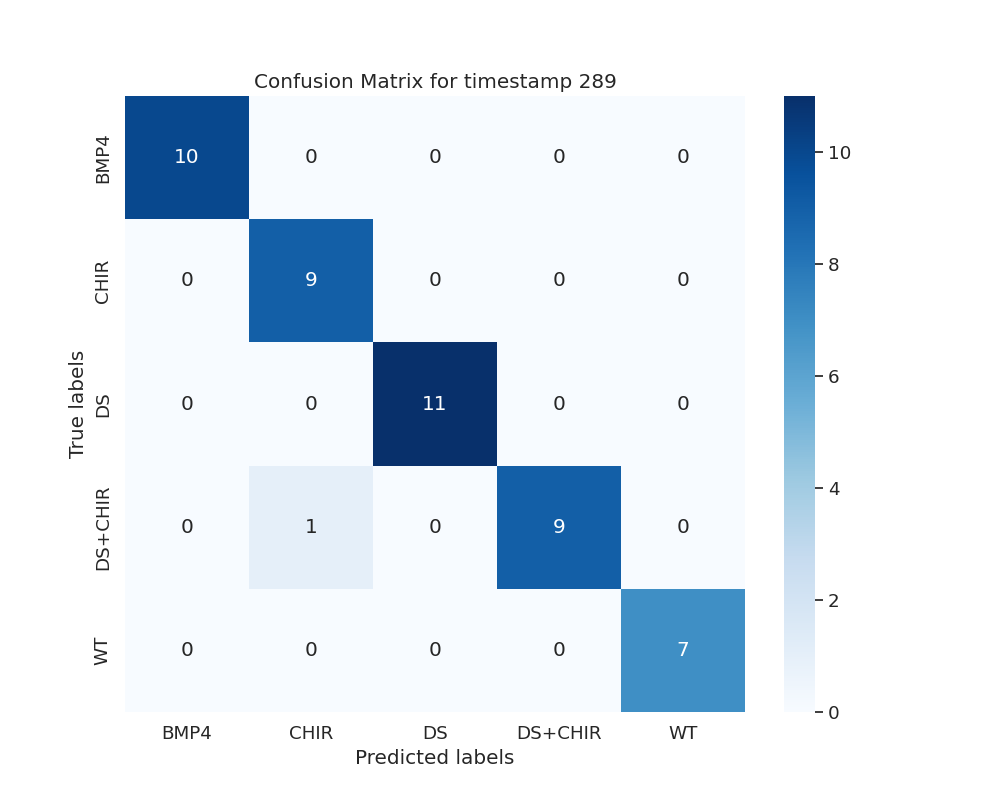 Confusion Matrix for timestamp 289
True labels
BMP4 10 0 0 0 0
CHIR 0 9 0 0 0
DS 0 0 11 0 0
DS+CHIR 0 1 0 9 0
WT 0 0 0 0 7
BMP4 CHIR DS DS+CHIR WT
Predicted labels
10
8
6
4
2
0